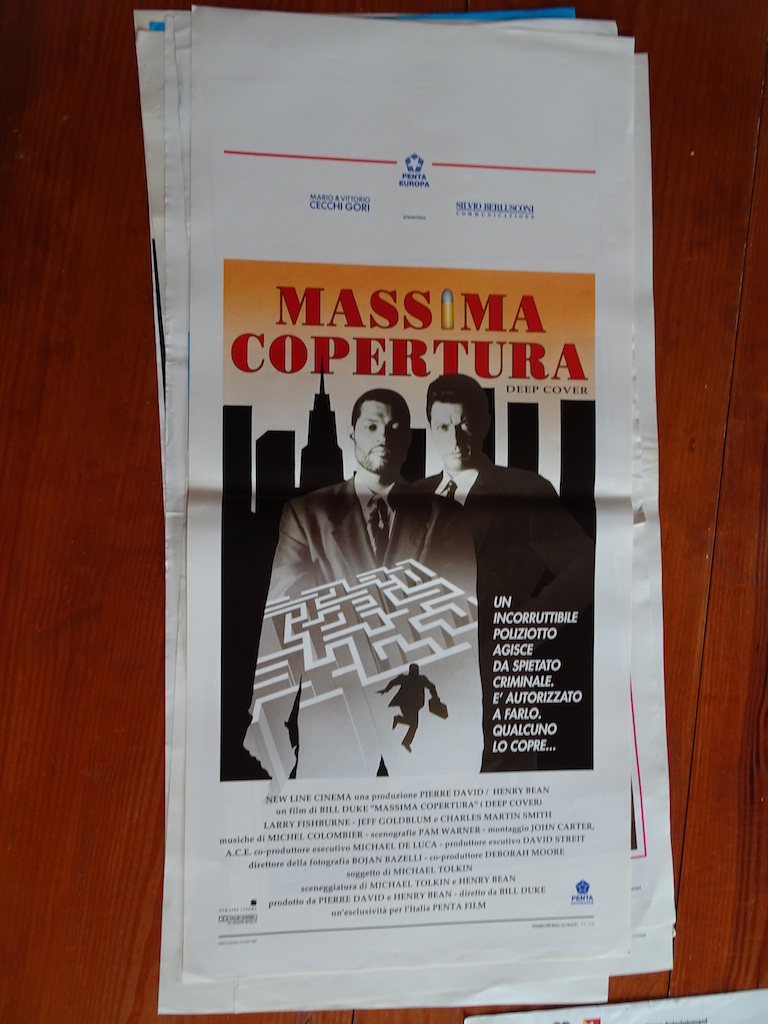 PENTA
EUROPA
MARIO & VITTORIO
CECCHI GORI
presentano
SILVIO BERLUSCONI
COMMUNICATIONS
MASSIMA
COPERTURA
DEEP COVER
UN
INCORRUTTIBILE
POLIZIOTTO
AGISCE
DA SPIETATO
CRIMINALE.
E' AUTORIZZATO
A FARLO.
QUALCUNO
LO COPRE...
NEW LINE CINEMA una produzione PIERRE DAVID / HENRY BEAN
un film di BILL DUKE "MASSIMA COPERTURA" (DEEP COVER)
LARRY FISHBURNE - JEFF GOLDBLUM e CHARLES MARTIN SMITH
musiche di MICHEL COLOMBIER - scenografie PAM WARNER - montaggio JOHN CARTER,
A.C.E. co-produttore esecutivo MICHAEL DE LUCA - produttore escutivo DAVID STREIT
direttore della fotografia BOJAN BAZELLI - co-produttore DEBORAH MOORE
soggetto di MICHAEL TOLKIN
sceneggiatura di MICHAEL TOLKIN e HENRY BEAN
prodotto da PIERRE DAVID e HENRY BEAN - diretto da BILL DUKE
un'esclusività per l'Italia PENTA FILM
NEW LINE CINEMA
PENTA